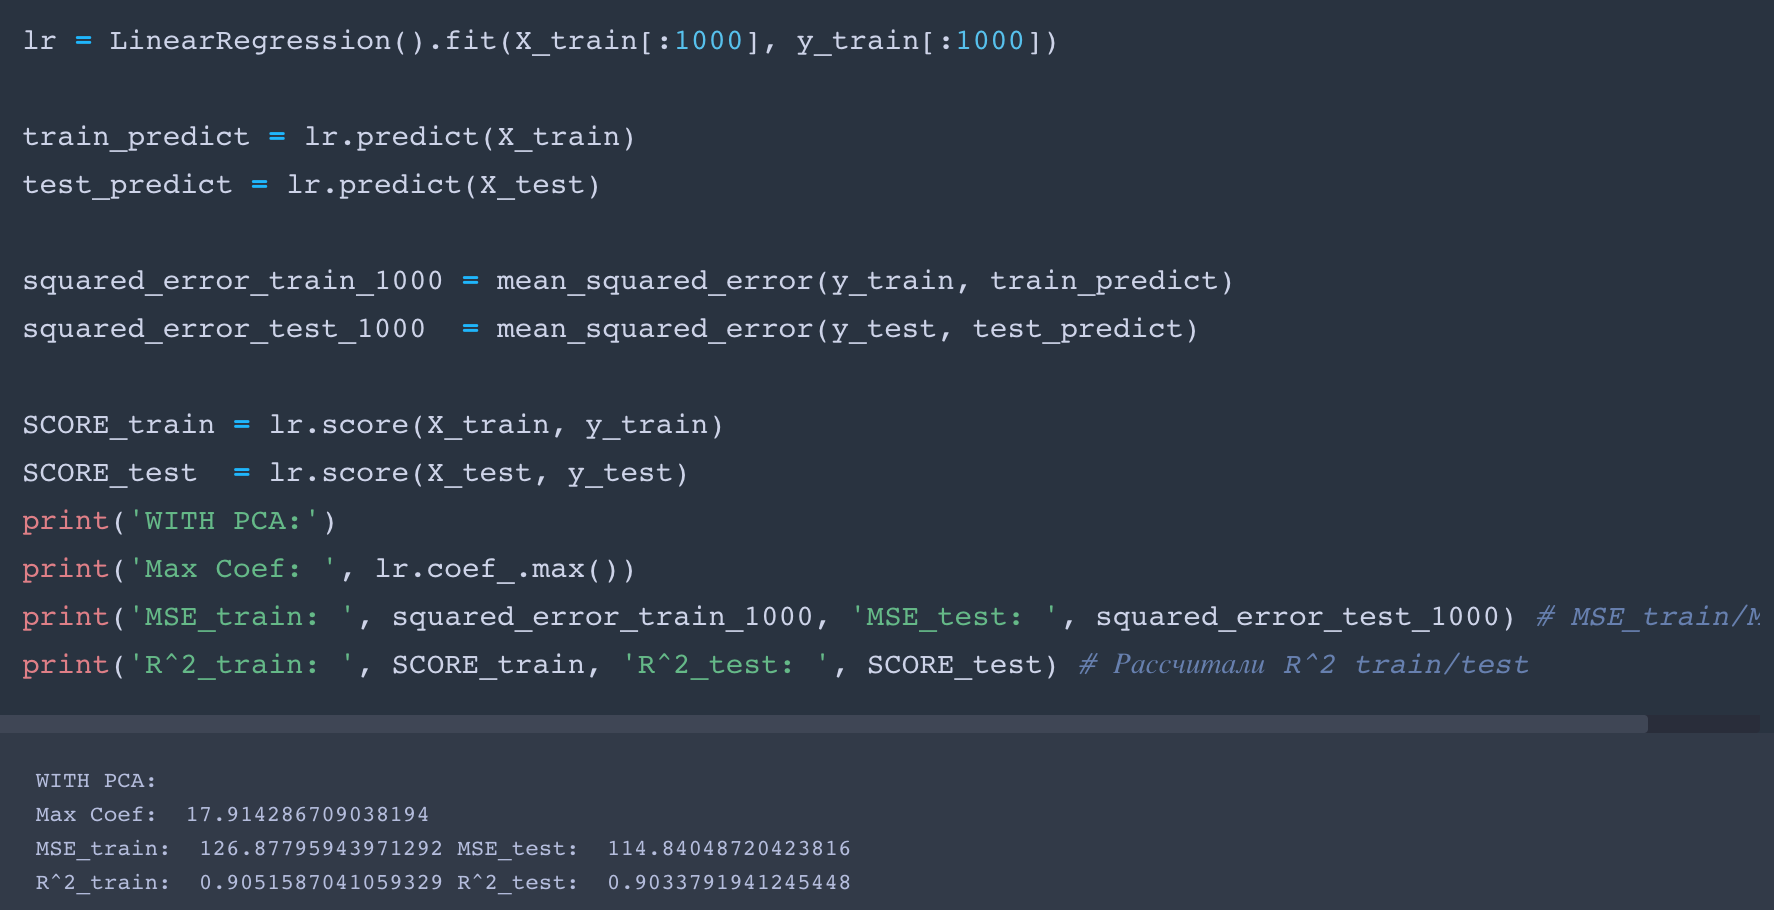 lr = LinearRegression().fit(X_train[:1000], y_train[:1000])
train_predict = lr.predict(X_train)
test_predict = lr.predict(X_test)
squared_error_train_1000 = mean_squared_error(y_train, train_predict)
squared_error_test_1000  = mean_squared_error(y_test, test_predict)
SCORE_train = lr.score(X_train, y_train)
SCORE_test  = lr.score(X_test, y_test)
print('WITH PCA:')
print('Max Coef: ', lr.coef_.max())
print('MSE_train: ', squared_error_train_1000, 'MSE_test: ', squared_error_test_1000) # MSE_train/M
print('R^2_train: ', SCORE_train, 'R^2_test: ', SCORE_test) # Рассчитали R^2 train/test
WITH PCA:
Max Coef:  17.914286709038194
MSE_train:  126.87795943971292 MSE_test:  114.84048720423816
R^2_train:  0.9051587041059329 R^2_test:  0.9033791941245448